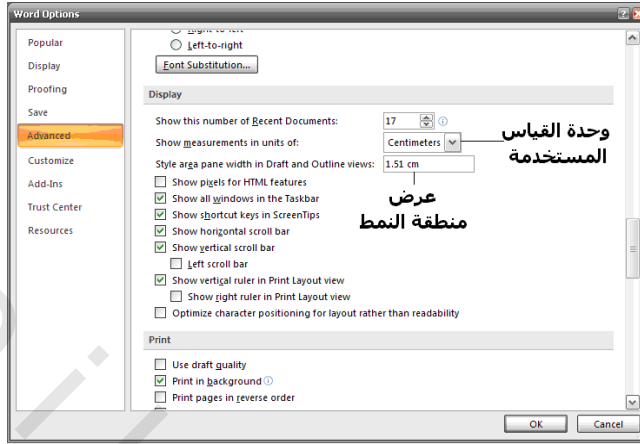 Word Options
Popular
Display
Proofing
Save
Advanced
Customize
Add-Ins
Trust Center
Resources
Right-to-left
Left-to-right
Font Substitution...
Display
Show this number of Recent Documents: 17
Show measurements in units of: Centimeters
وحدة القياس
المستخدمة
Style area pane width in Draft and Outline views: 1.51 cm
عرض
منطقة النمط
Show pixels for HTML features
Show all windows in the Taskbar
Show shortcut keys in ScreenTips
Show horizontal scroll bar
Show vertical scroll bar
Left scroll bar
Show vertical ruler in Print Layout view
Show right ruler in Print Layout view
Optimize character positioning for layout rather than readability
Print
Use draft quality
Print in background
Print pages in reverse order
OK Cancel